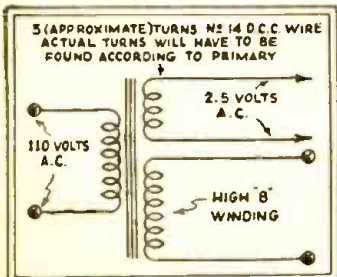 5 (APPROXIMATE) TURNS Nº 14 D.C.C. WIRE
ACTUAL TURNS WILL HAVE TO BE
FOUND ACCORDING TO PRIMARY
110 VOLTS
A.C.
2.5 VOLTS
A.C.
HIGH "B"
WINDING